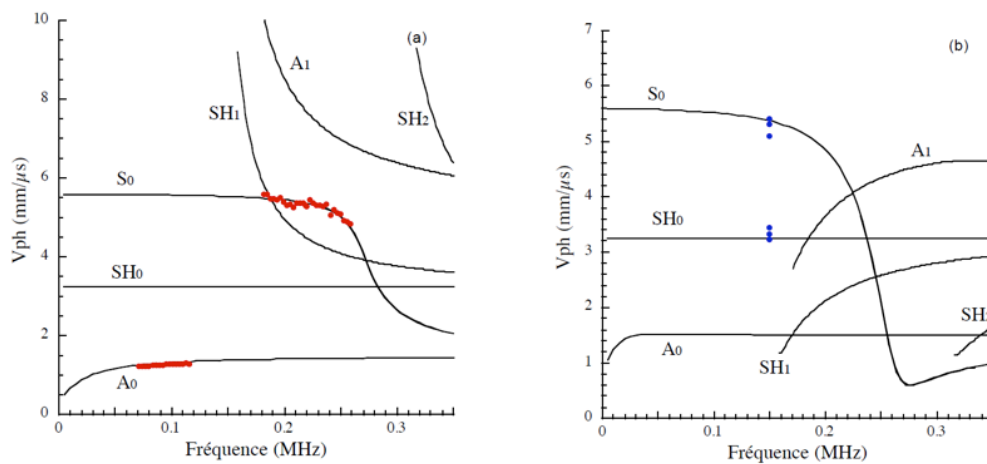 10
8
6
4
2
0
Vph (mm/µs)
(a)
A1
SH1
SH2
S0
SH0
A0
0 0.1 0.2 0.3
Fréquence (MHz)
7
6
5
4
3
2
1
0
Vph (mm/µs)
(b)
S0
A1
SH0
A0
SH1
SH2
0 0.1 0.2 0.3
Fréquence (MHz)